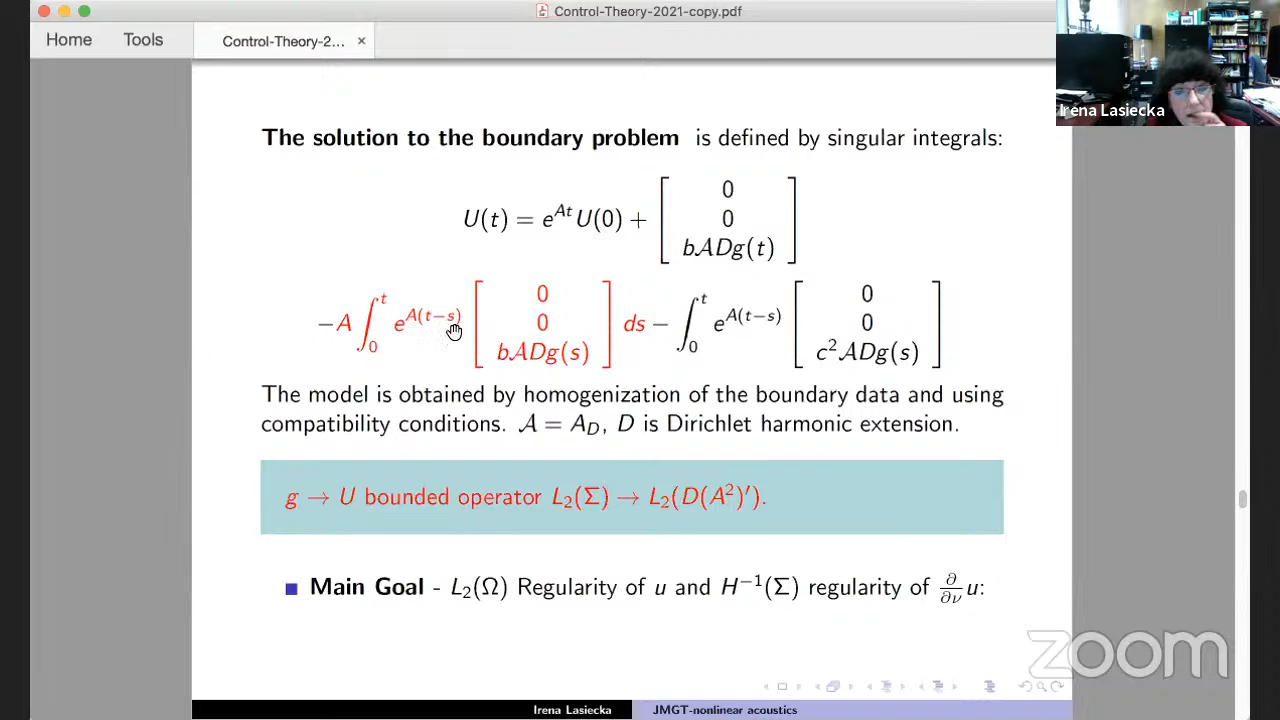 Control-Theory-2021-copy.pdf
Home Tools Control-Theory-2... ×
Irena Lasiecka
The solution to the boundary problem is defined by singular integrals:
U(t) = e^{At} U(0) + [ 0 0 b𝒜Dg(t) ]
−A ∫_0^t e^{A(t−s)} [ 0 0 b𝒜Dg(s) ] ds − ∫_0^t e^{A(t−s)} [ 0 0 c²𝒜Dg(s) ]
The model is obtained by homogenization of the boundary data and using
compatibility conditions. 𝒜 = A_D, D is Dirichlet harmonic extension.
g → U bounded operator L₂(Σ) → L₂(D(A²)′).
Main Goal - L₂(Ω) Regularity of u and H⁻¹(Σ) regularity of ∂/∂ν u:
zoom
Irena Lasiecka JMGT-nonlinear acoustics